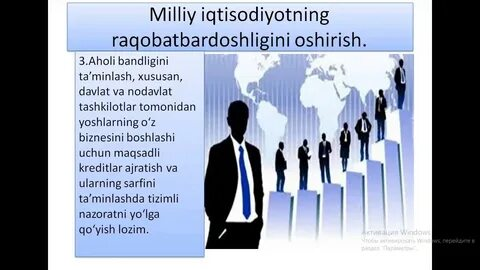 Milliy iqtisodiyotning
raqobatbardoshligini oshirish.
3.Aholi bandligini
ta’minlash, xususan,
davlat va nodavlat
tashkilotlar tomonidan
yoshlarning o‘z
biznesini boshlashi
uchun maqsadli
kreditlar ajratish va
ularning sarfini
ta’minlashda tizimli
nazoratni yo‘lga
qo‘yish lozim.
Активация Windows
Чтобы активировать Windows, перейдите в
раздел "Параметры".